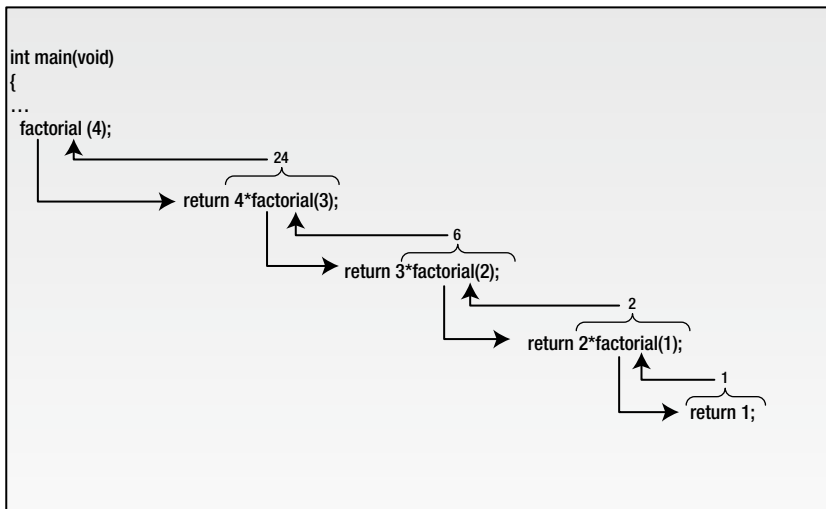 int main(void)
{
...
factorial (4);
24
return 4*factorial(3);
6
return 3*factorial(2);
2
return 2*factorial(1);
1
return 1;